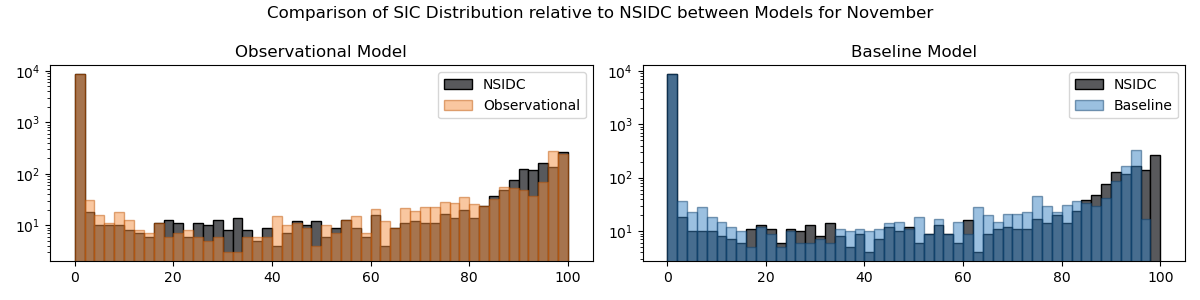 Comparison of SIC Distribution relative to NSIDC between Models for November
Observational Model
10⁴
10³
10²
10¹
0 20 40 60 80 100
NSIDC
Observational
Baseline Model
10⁴
10³
10²
10¹
0 20 40 60 80 100
NSIDC
Baseline